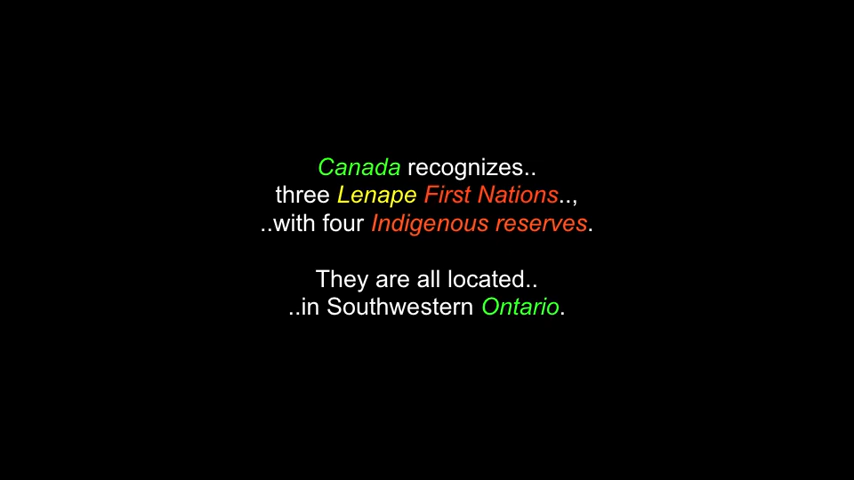 Canada recognizes..
three Lenape First Nations..,
..with four Indigenous reserves.
They are all located..
..in Southwestern Ontario.